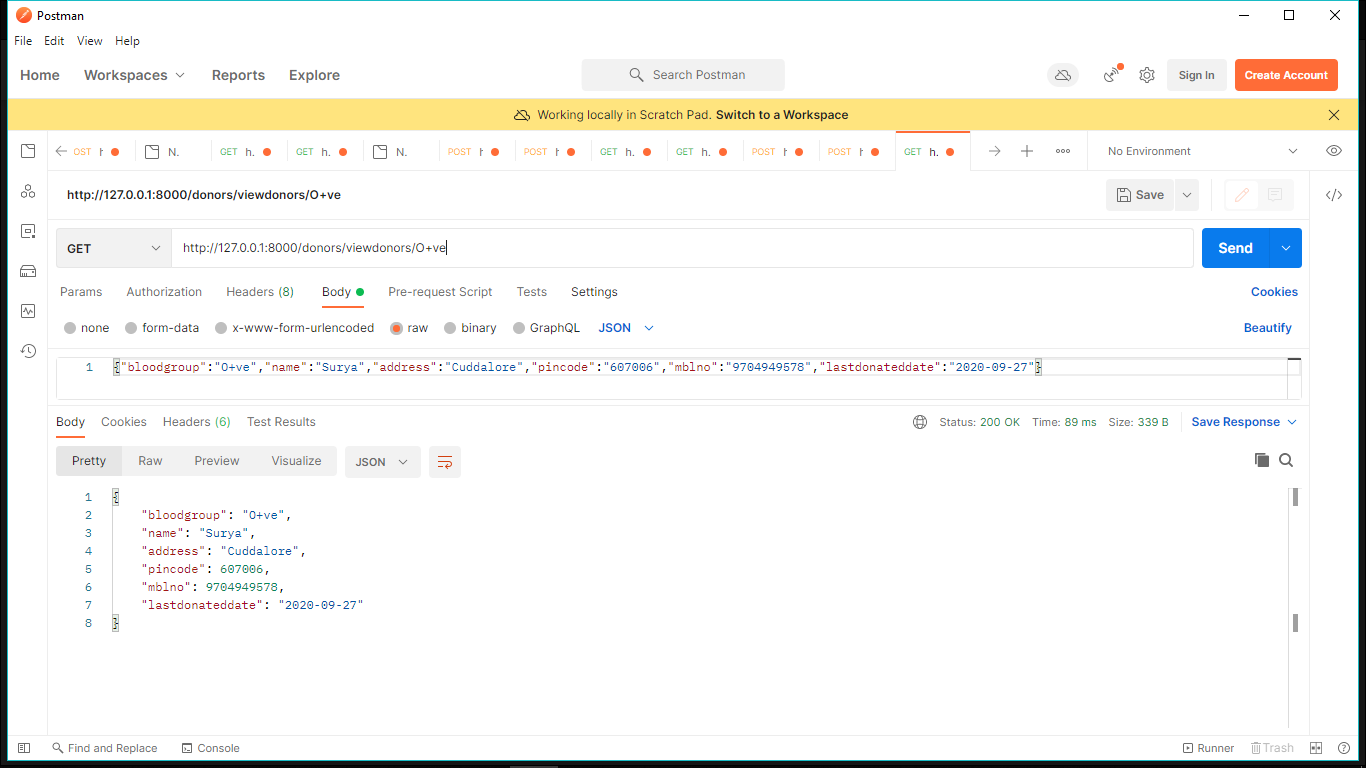 Postman
File Edit View Help
Home Workspaces Reports Explore Search Postman Sign In Create Account
Working locally in Scratch Pad. Switch to a Workspace
OST h N. GET h. GET h. N. POST h POST h GET h. GET h. POST h POST h GET h. No Environment
http://127.0.0.1:8000/donors/viewdonors/O+ve Save
GET http://127.0.0.1:8000/donors/viewdonors/O+ve Send
Params Authorization Headers (8) Body Pre-request Script Tests Settings Cookies
none form-data x-www-form-urlencoded raw binary GraphQL JSON Beautify
1 {"bloodgroup":"O+ve","name":"Surya","address":"Cuddalore","pincode":"607006","mblno":"9704949578","lastdonateddate":"2020-09-27"}
Body Cookies Headers (6) Test Results Status: 200 OK Time: 89 ms Size: 339 B Save Response
Pretty Raw Preview Visualize JSON
1 {
2 "bloodgroup": "O+ve",
3 "name": "Surya",
4 "address": "Cuddalore",
5 "pincode": 607006,
6 "mblno": 9704949578,
7 "lastdonateddate": "2020-09-27"
8 }
Find and Replace Console Runner Trash